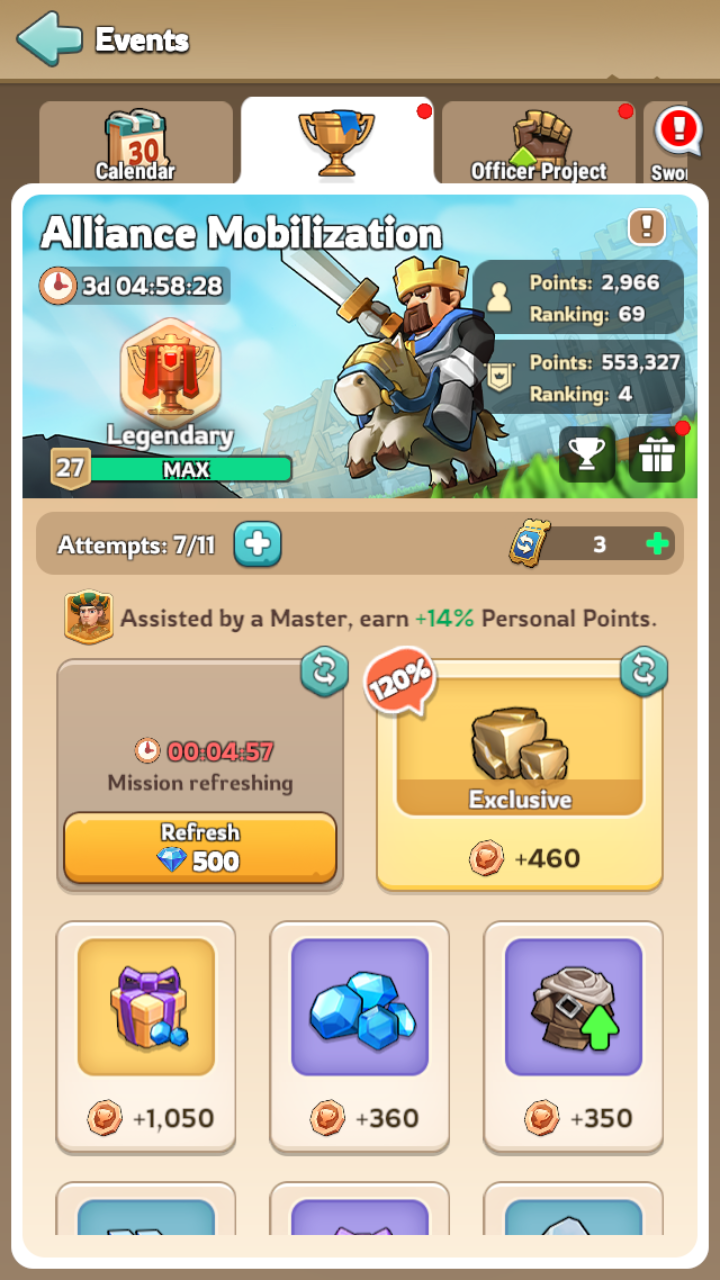 Events
30
Calendar
Officer Project
Swor
Alliance Mobilization
3d 04:58:28
Points: 2,966
Ranking: 69
Points: 553,327
Ranking: 4
Legendary
27
MAX
Attempts: 7/11
3
Assisted by a Master, earn +14% Personal Points.
00:04:57
Mission refreshing
Refresh
500
120%
Exclusive
+460
+1,050
+360
+350